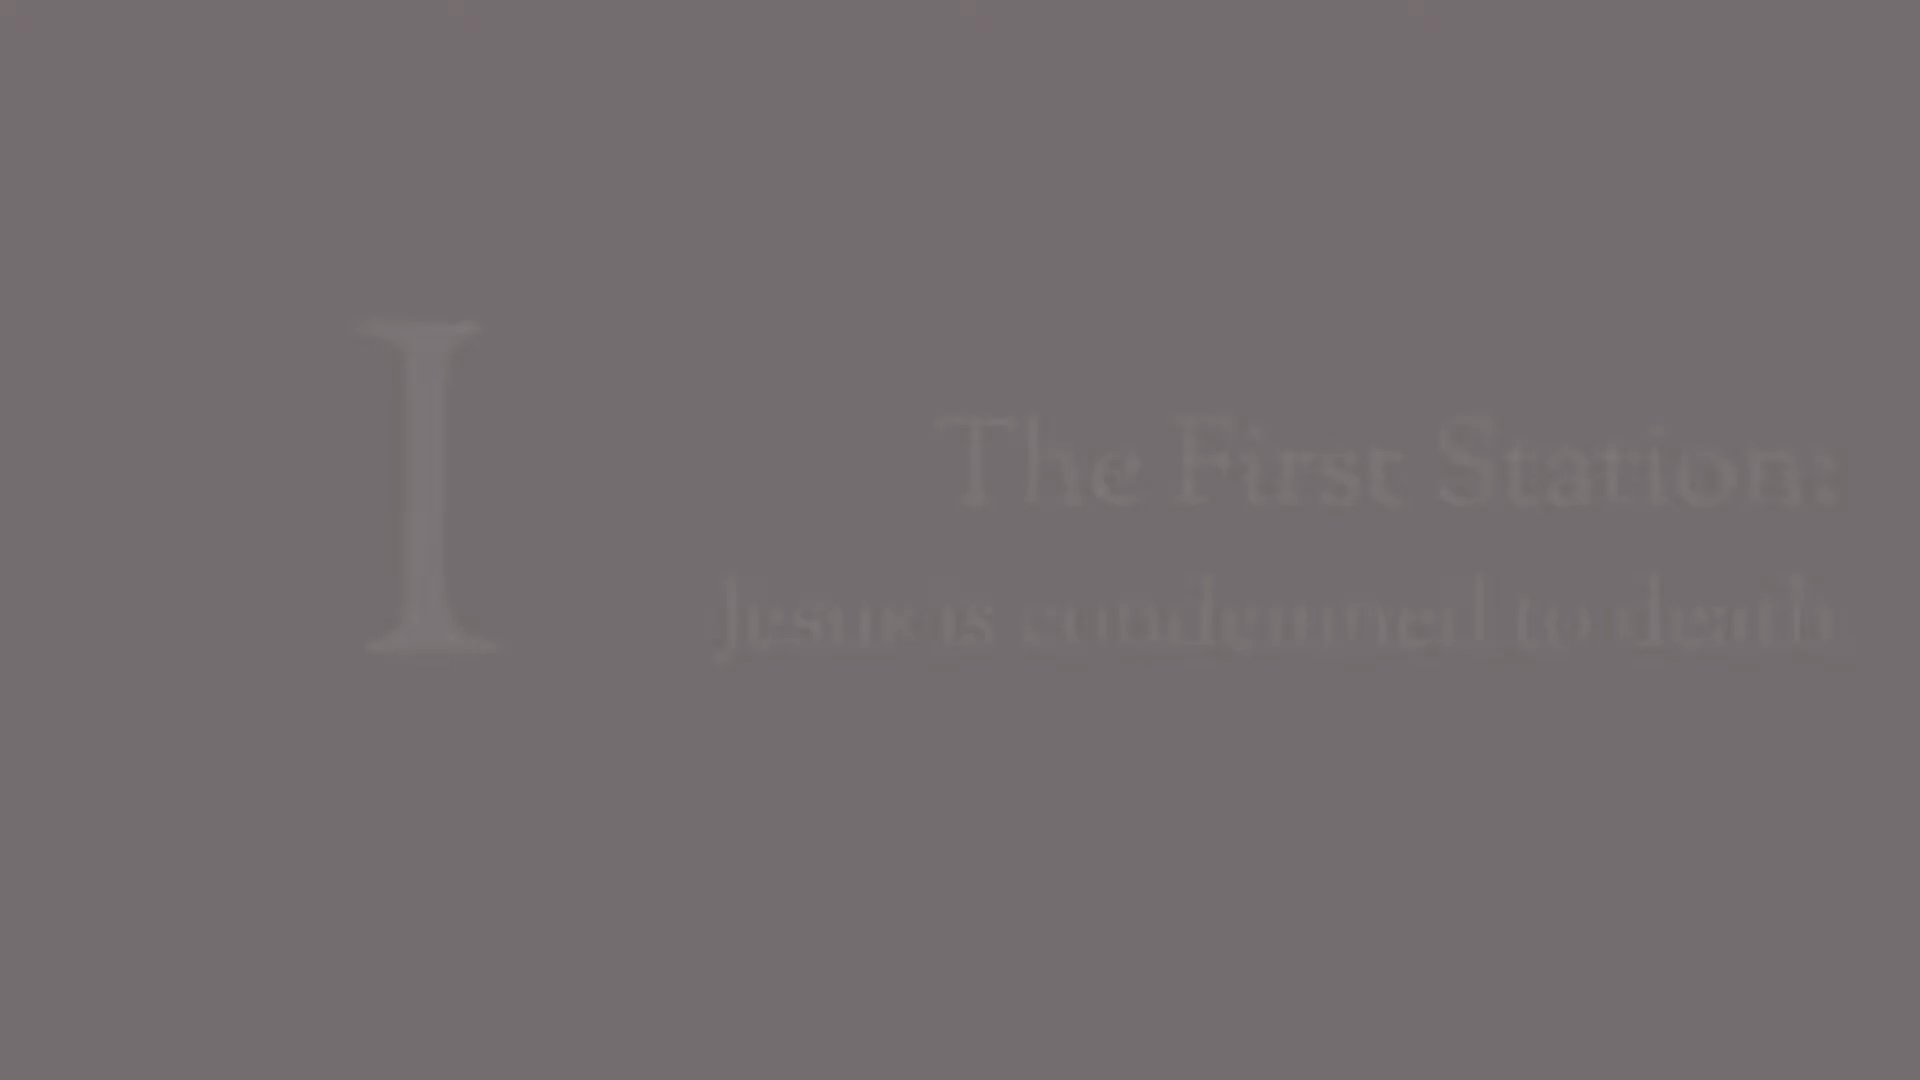 I
The First Station:
Jesus is condemned to death